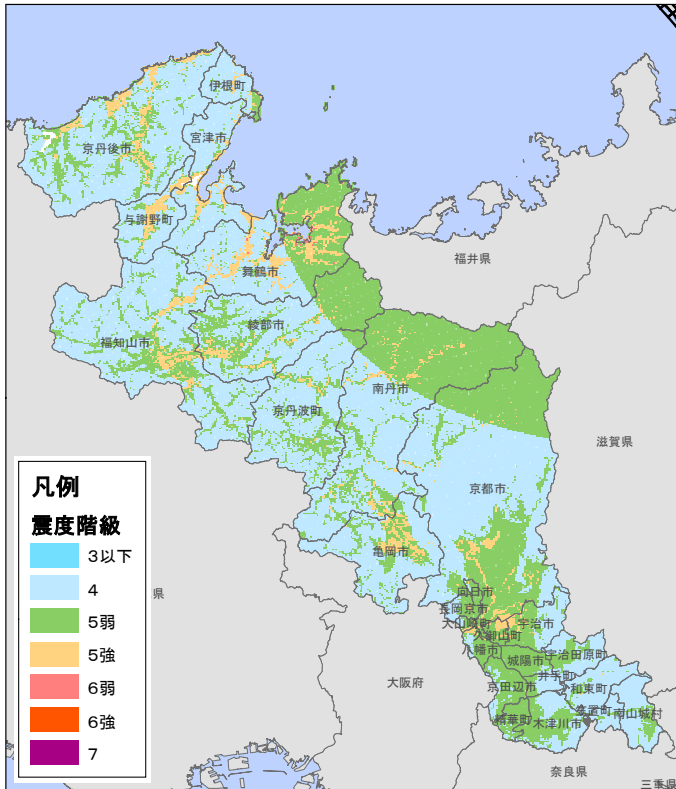 伊根町
宮津市
京丹後市
与謝野町
舞鶴市
福井県
綾部市
福知山市
南丹市
京丹波町
滋賀県
京都市
亀岡市
向日市
長岡京市
大山崎町
宇治市
久御山町
八幡市
宇治田原町
城陽市
井手町
京田辺市
和束町
笠置町
南山城村
精華町
木津川市
大阪府
奈良県
三重県
県
凡例
震度階級
3以下
4
5弱
5強
6弱
6強
7